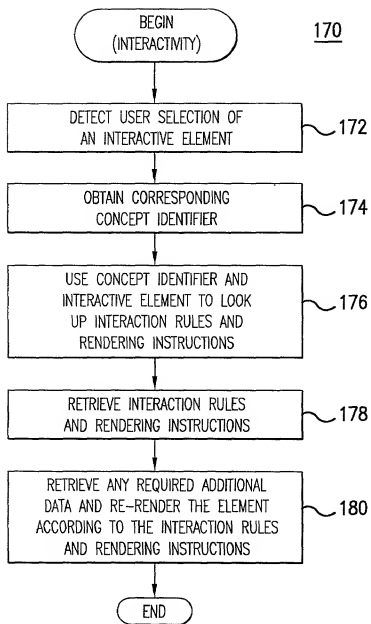 BEGIN
(INTERACTIVITY)
170
DETECT USER SELECTION OF
AN INTERACTIVE ELEMENT
172
OBTAIN CORRESPONDING
CONCEPT IDENTIFIER
174
USE CONCEPT IDENTIFIER AND
INTERACTIVE ELEMENT TO LOOK
UP INTERACTION RULES AND
RENDERING INSTRUCTIONS
176
RETRIEVE INTERACTION RULES
AND RENDERING INSTRUCTIONS
178
RETRIEVE ANY REQUIRED ADDITIONAL
DATA AND RE-RENDER THE ELEMENT
ACCORDING TO THE INTERACTION RULES
AND RENDERING INSTRUCTIONS
180
END